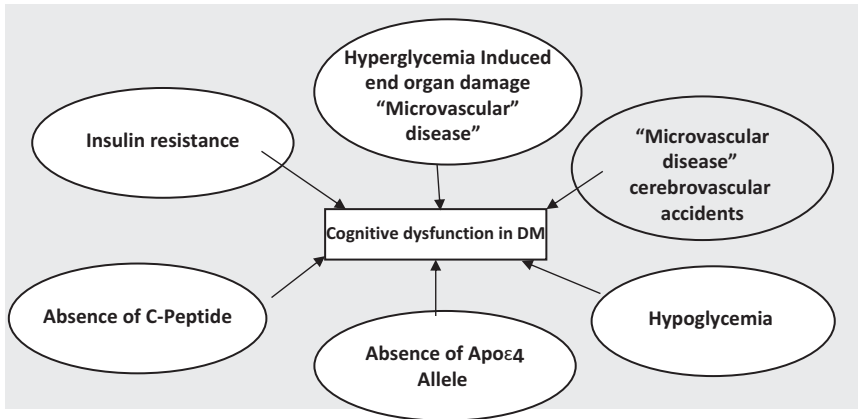 Hyperglycemia Induced
end organ damage
“Microvascular”
disease”
Insulin resistance
“Microvascular
disease”
cerebrovascular
accidents
Cognitive dysfunction in DM
Absence of C-Peptide
Hypoglycemia
Absence of Apoε4
Allele